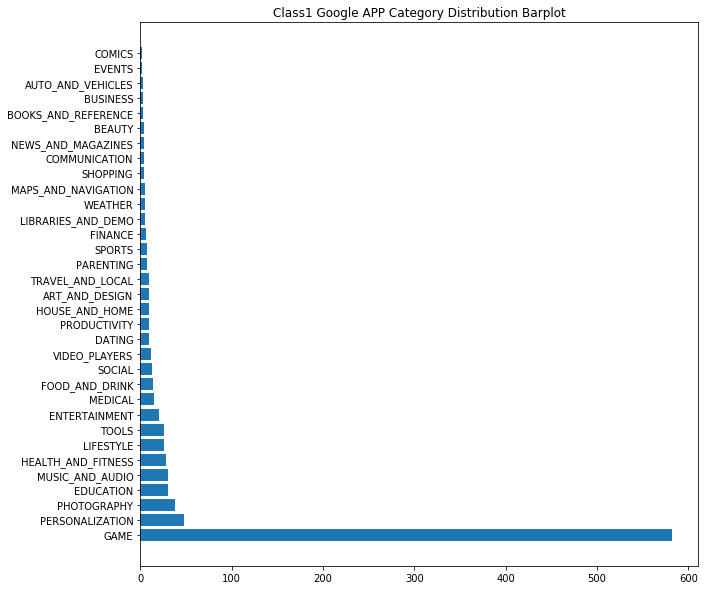 Class1 Google APP Category Distribution Barplot
COMICS
EVENTS
AUTO_AND_VEHICLES
BUSINESS
BOOKS_AND_REFERENCE
BEAUTY
NEWS_AND_MAGAZINES
COMMUNICATION
SHOPPING
MAPS_AND_NAVIGATION
WEATHER
LIBRARIES_AND_DEMO
FINANCE
SPORTS
PARENTING
TRAVEL_AND_LOCAL
ART_AND_DESIGN
HOUSE_AND_HOME
PRODUCTIVITY
DATING
VIDEO_PLAYERS
SOCIAL
FOOD_AND_DRINK
MEDICAL
ENTERTAINMENT
TOOLS
LIFESTYLE
HEALTH_AND_FITNESS
MUSIC_AND_AUDIO
EDUCATION
PHOTOGRAPHY
PERSONALIZATION
GAME
0 100 200 300 400 500 600